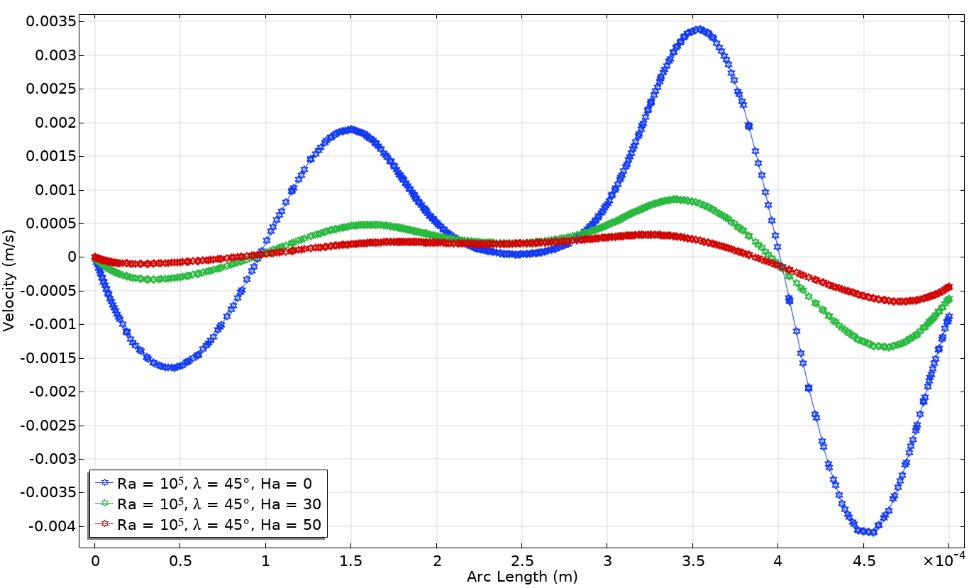 0.0035
0.003
0.0025
0.002
0.0015
0.001
0.0005
0
-0.0005
-0.001
-0.0015
-0.002
-0.0025
-0.003
-0.0035
-0.004
Velocity (m/s)
Ra = 10⁵, λ = 45°, Ha = 0
Ra = 10⁵, λ = 45°, Ha = 30
Ra = 10⁵, λ = 45°, Ha = 50
0 0.5 1 1.5 2 2.5 3 3.5 4 4.5 ×10⁻⁴
Arc Length (m)